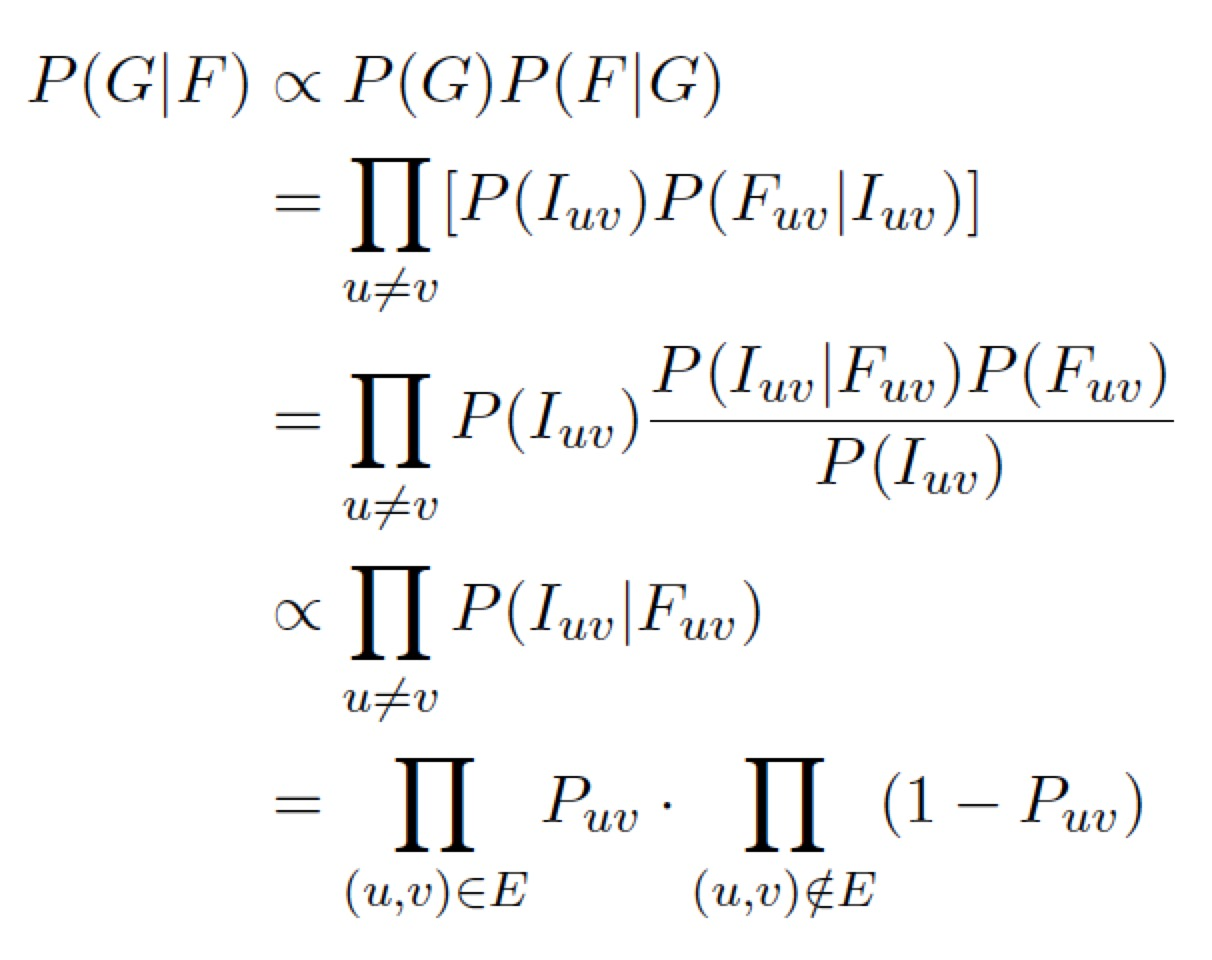 P(G|F) ∝ P(G)P(F|G)
= ∏_{u≠v} [P(I_{uv})P(F_{uv}|I_{uv})]
= ∏_{u≠v} P(I_{uv}) \frac{P(I_{uv}|F_{uv})P(F_{uv})}{P(I_{uv})}
∝ ∏_{u≠v} P(I_{uv}|F_{uv})
= ∏_{(u,v)∈E} P_{uv} · ∏_{(u,v)∉E} (1 − P_{uv})